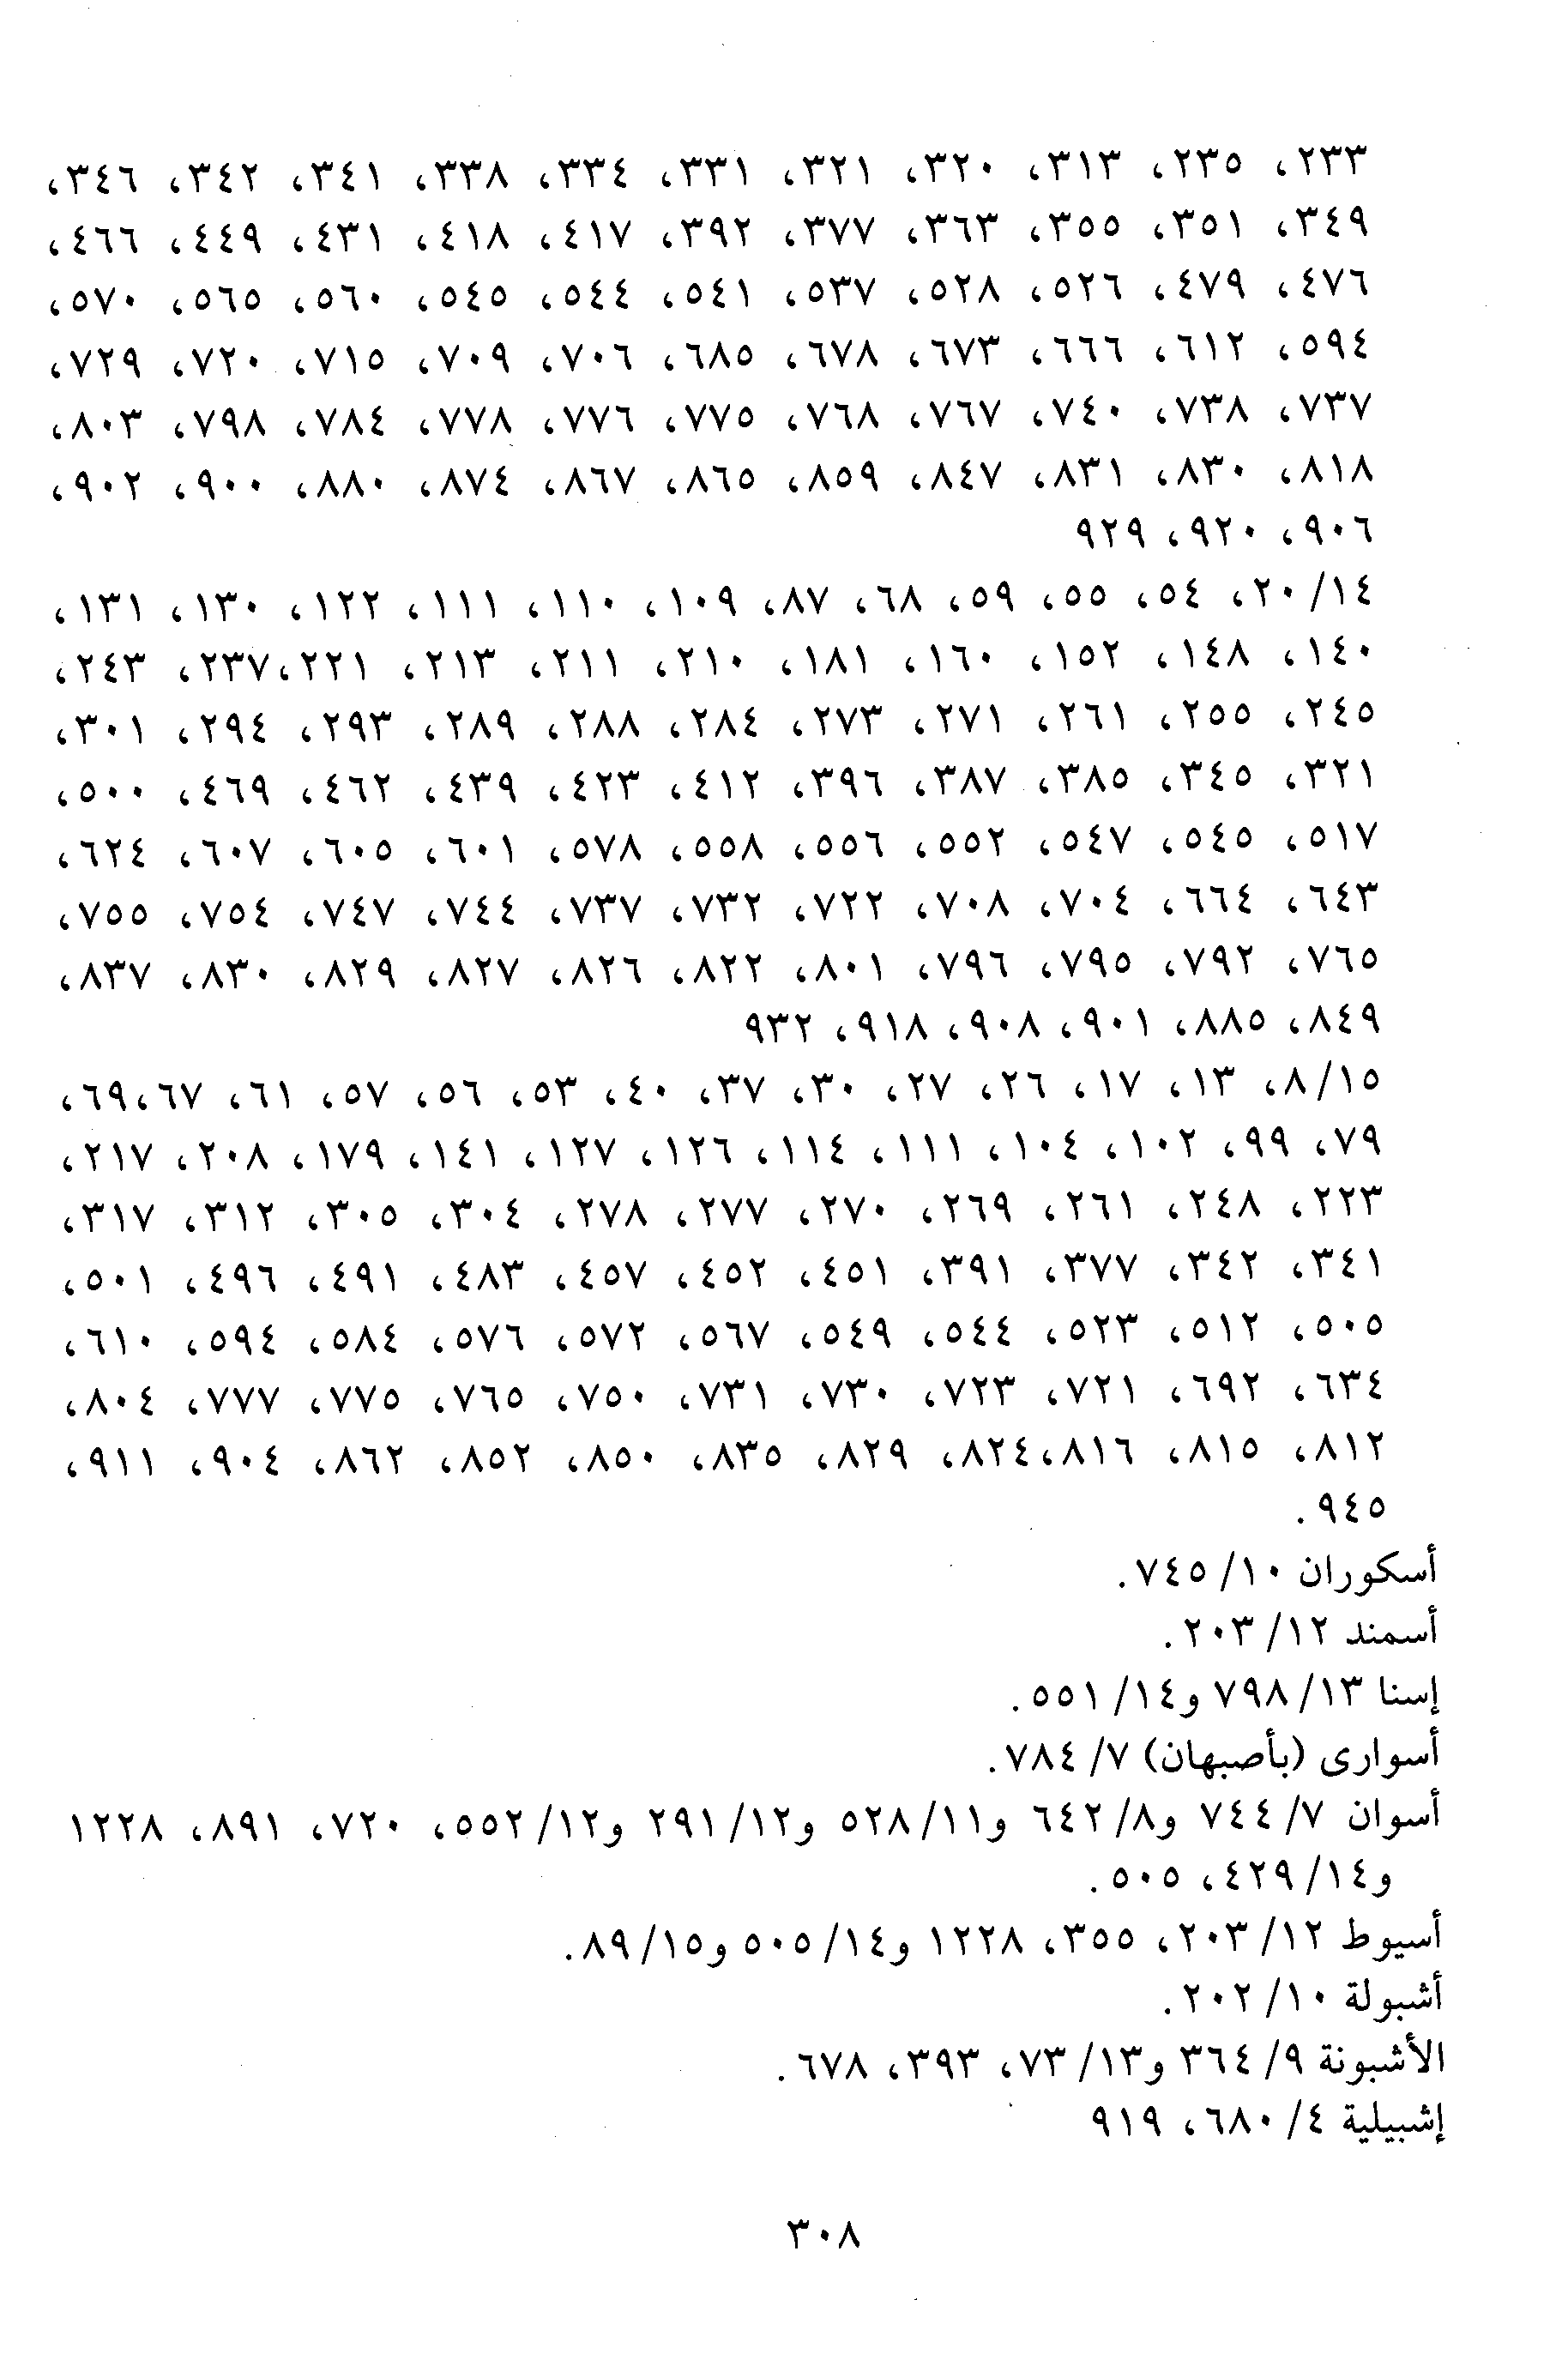 ٢٣٣، ٢٣٥، ٣١٣، ٣٢٠، ٣٢١، ٣٣١، ٣٣٤، ٣٣٨، ٣٤١، ٣٤٢، ٣٤٦،
٣٤٩، ٣٥١، ٣٥٥، ٣٦٣، ٣٧٧، ٣٩٢، ٤١٧، ٤١٨، ٤٣١، ٤٤٩، ٤٦٦،
٤٧٦، ٤٧٩، ٥٢٦، ٥٢٨، ٥٣٧، ٥٤١، ٥٤٤، ٥٤٥، ٥٦٠، ٥٦٥، ٥٧٠،
٥٩٤، ٦١٢، ٦٦٦، ٦٧٣، ٦٧٨، ٦٨٥، ٧٠٦، ٧٠٩، ٧١٥، ٧٢٠، ٧٢٩،
٧٣٧، ٧٣٨، ٧٤٠، ٧٦٧، ٧٦٨، ٧٧٥، ٧٧٦، ٧٧٨، ٧٨٤، ٧٩٨، ٨٠٣،
٨١٨، ٨٣٠، ٨٣١، ٨٤٧، ٨٥٩، ٨٦٥، ٨٦٧، ٨٧٤، ٨٨٠، ٩٠٠، ٩٠٢،
٩٠٦، ٩٢٠، ٩٢٩
٢٠/١٤، ٥٤، ٥٥، ٥٩، ٦٨، ٨٧، ١٠٩، ١١٠، ١١١، ١٢٢، ١٣٠، ١٣١،
١٤٠، ١٤٨، ١٥٢، ١٦٠، ١٨١، ٢١٠، ٢١١، ٢١٣، ٢٢١،٢٣٧، ٢٤٣،
٢٤٥، ٢٥٥، ٢٦١، ٢٧١، ٢٧٣، ٢٨٤، ٢٨٨، ٢٨٩، ٢٩٣، ٢٩٤، ٣٠١،
٣٢١، ٣٤٥، ٣٨٥، ٣٨٧، ٣٩٦، ٤١٢، ٤٢٣، ٤٣٩، ٤٦٢، ٤٦٩، ٥٠٠،
٥١٧، ٥٤٥، ٥٤٧، ٥٥٢، ٥٥٦، ٥٥٨، ٥٧٨، ٦٠١، ٦٠٥، ٦٠٧، ٦٢٤،
٦٤٣، ٦٦٤، ٧٠٤، ٧٠٨، ٧٢٢، ٧٣٢، ٧٣٧، ٧٤٤، ٧٤٧، ٧٥٤، ٧٥٥،
٧٦٥، ٧٩٢، ٧٩٥، ٧٩٦، ٨٠١، ٨٢٢، ٨٢٦، ٨٢٧، ٨٢٩، ٨٣٠، ٨٣٧،
٨٤٩، ٨٨٥، ٩٠١، ٩٠٨، ٩١٨، ٩٣٢
٨/١٥، ١٣، ١٧، ٢٦، ٢٧، ٣٠، ٣٧، ٤٠، ٥٣، ٥٦، ٥٧، ٦١، ٦٧،٦٩،
٧٩، ٩٩، ١٠٢، ١٠٤، ١١١، ١١٤، ١٢٦، ١٢٧، ١٤١، ١٧٩، ٢٠٨، ٢١٧،
٢٢٣، ٢٤٨، ٢٦١، ٢٦٩، ٢٧٠، ٢٧٧، ٢٧٨، ٣٠٤، ٣٠٥، ٣١٢، ٣١٧،
٣٤١، ٣٤٢، ٣٧٧، ٣٩١، ٤٥١، ٤٥٢، ٤٥٧، ٤٨٣، ٤٩١، ٤٩٦، ٥٠١،
٥٠٥، ٥١٢، ٥٢٣، ٥٤٤، ٥٤٩، ٥٦٧، ٥٧٢، ٥٧٦، ٥٨٤، ٥٩٤، ٦١٠،
٦٣٤، ٦٩٢، ٧٢١، ٧٢٣، ٧٣٠، ٧٣١، ٧٥٠، ٧٦٥، ٧٧٥، ٧٧٧، ٨٠٤،
٨١٢، ٨١٥، ٨١٦،٨٢٤، ٨٢٩، ٨٣٥، ٨٥٠، ٨٥٢، ٨٦٢، ٩٠٤، ٩١١،
٩٤٥.
أسكوران ١٠/ ٧٤٥.
أسمند ١٢/ ٢٠٣.
إسنا ١٣/ ٧٩٨ و١٤/ ٥٥١.
أسوارى (بأصبهان) ٧/ ٧٨٤.
أسوان ٧/ ٧٤٤ و٨/ ٦٤٢ و١١/ ٥٢٨ و١٢/ ٢٩١ و١٢/ ٥٥٢، ٧٢٠، ٨٩١، ١٢٢٨
و١٤/ ٤٢٩، ٥٠٥.
أسيوط ١٢/ ٢٠٣، ٣٥٥، ١٢٢٨ و١٤/ ٥٠٥ و١٥/ ٨٩.
أشبولة ١٠/ ٢٠٢.
الأشبونة ٩/ ٣٦٤ و١٣/ ٧٣، ٣٩٣، ٦٧٨.
إشبيلية ٤/ ٦٨٠، ٩١٩
٣٠٨